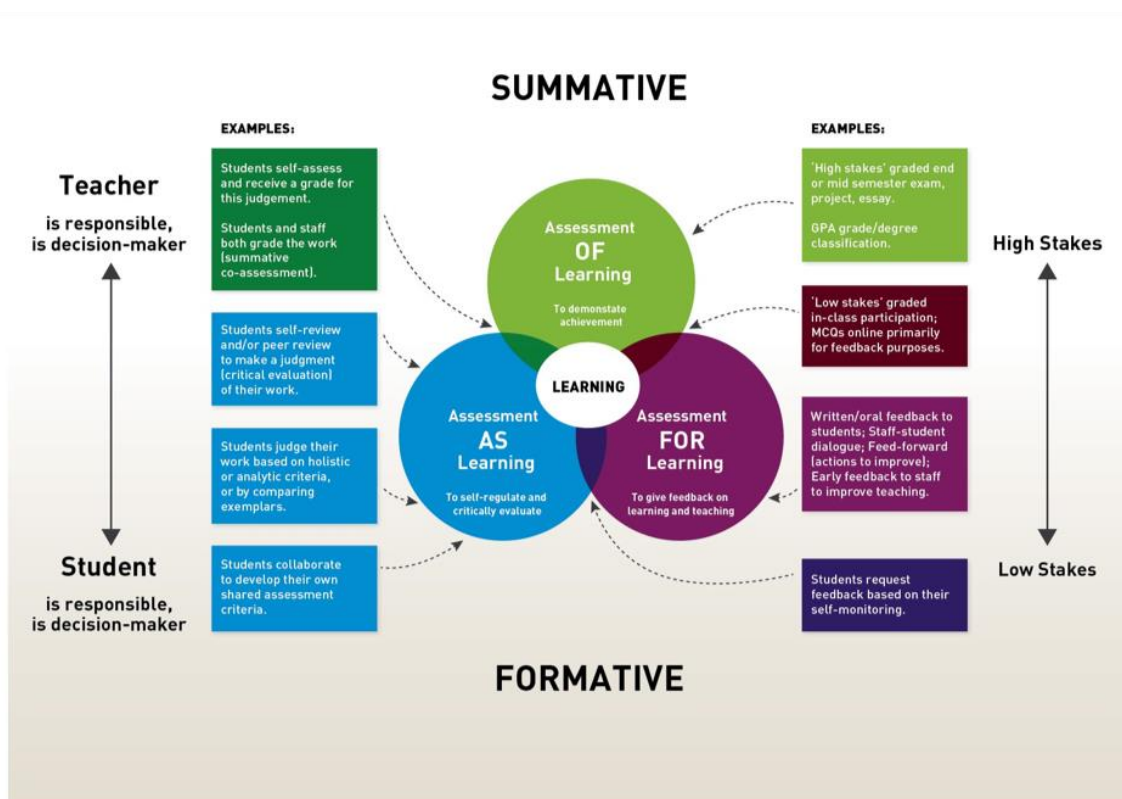 SUMMATIVE
EXAMPLES:
Students self-assess
and receive a grade for
this judgement.
Students and staff
both grade the work
(summative
co-assessment).
Students self-review
and/or peer review
to make a judgment
(critical evaluation)
of their work.
Students judge their
work based on holistic
or analytic criteria,
or by comparing
exemplars.
Students collaborate
to develop their own
shared assessment
criteria.
Teacher
is responsible,
is decision-maker
Student
is responsible,
is decision-maker
Assessment
OF
Learning
To demonstate
achievement
LEARNING
Assessment
AS
Learning
To self-regulate and
critically evaluate
Assessment
FOR
Learning
To give feedback on
learning and teaching
EXAMPLES:
'High stakes' graded end
or mid semester exam,
project, essay.
GPA grade/degree
classification.
'Low stakes' graded
in-class participation;
MCQs online primarily
for feedback purposes.
Written/oral feedback to
students; Staff-student
dialogue; Feed-forward
(actions to improve);
Early feedback to staff
to improve teaching.
Students request
feedback based on their
self-monitoring.
High Stakes
Low Stakes
FORMATIVE